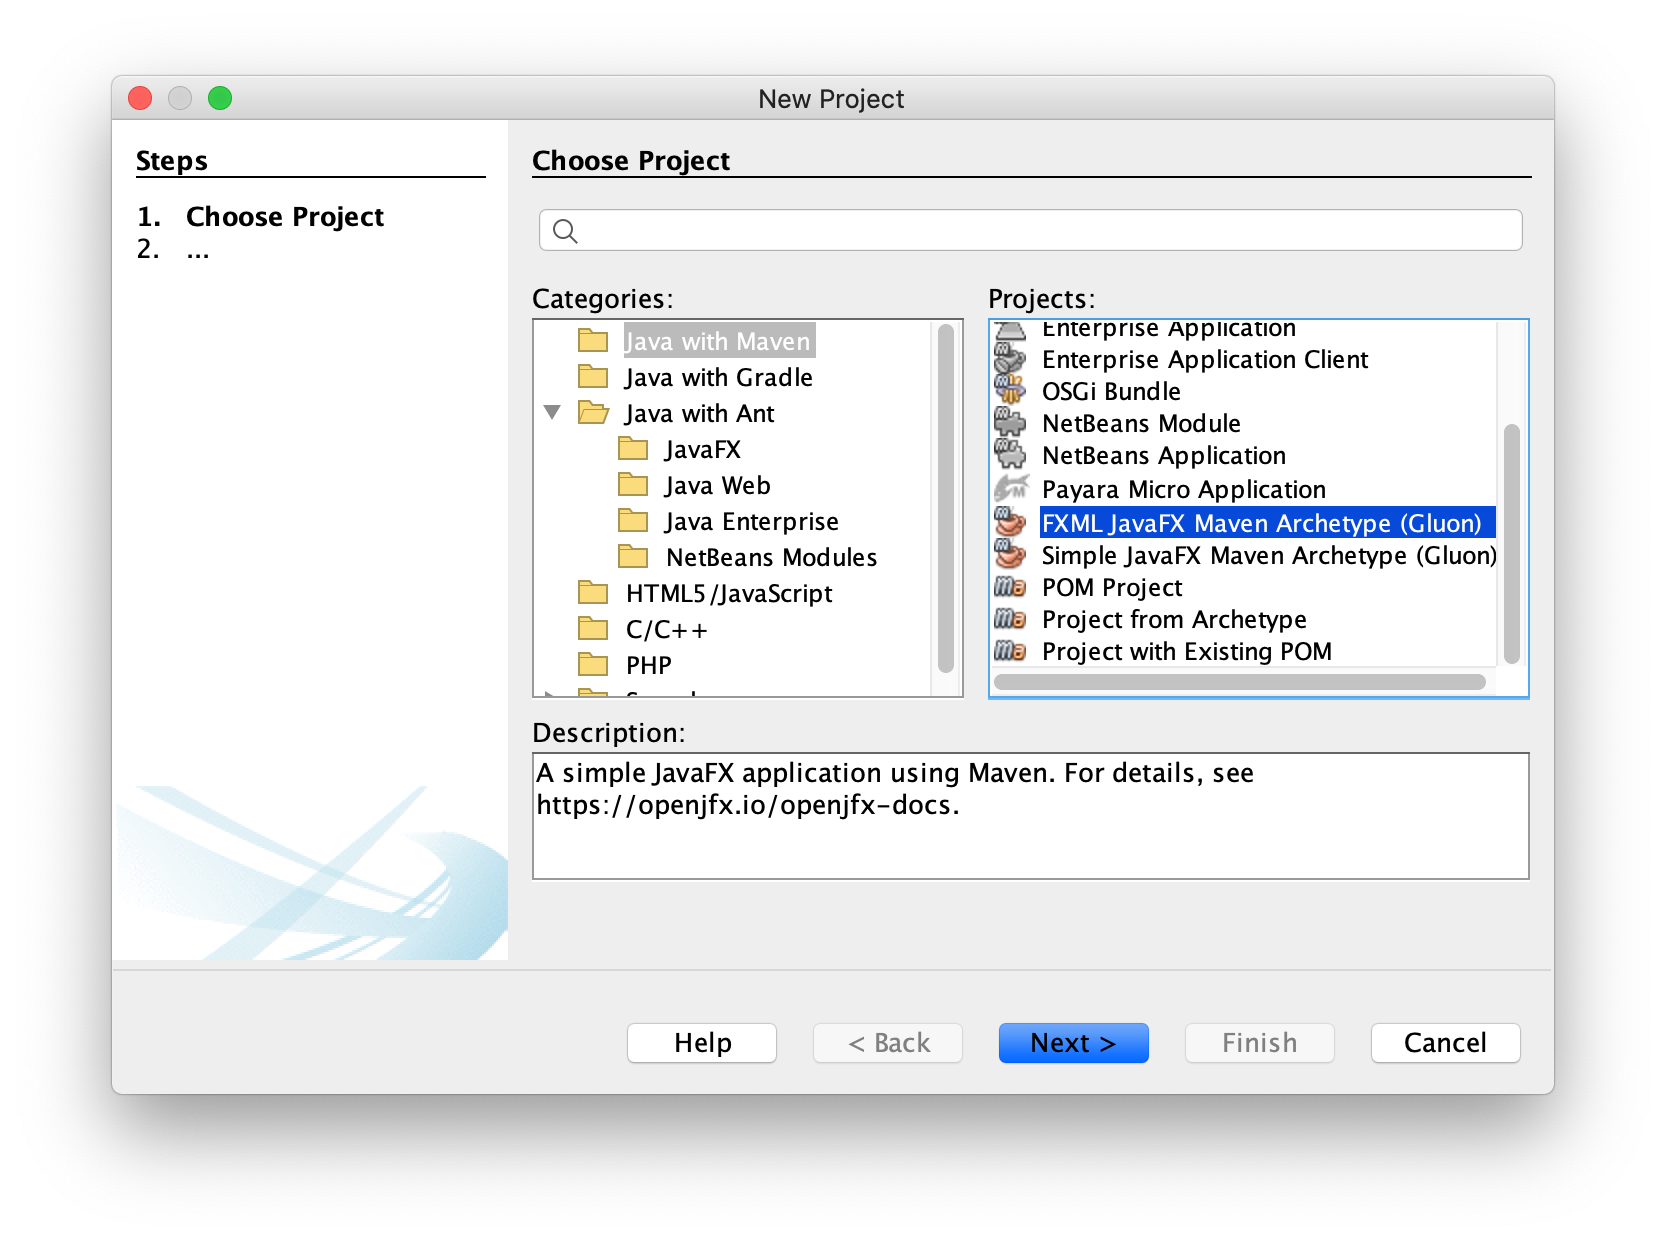 New Project
Steps
1. Choose Project
2. ...
Choose Project
Categories:
Java with Maven
Java with Gradle
Java with Ant
JavaFX
Java Web
Java Enterprise
NetBeans Modules
HTML5/JavaScript
C/C++
PHP
Projects:
Enterprise Application
Enterprise Application Client
OSGi Bundle
NetBeans Module
NetBeans Application
Payara Micro Application
FXML JavaFX Maven Archetype (Gluon)
Simple JavaFX Maven Archetype (Gluon)
POM Project
Project from Archetype
Project with Existing POM
Description:
A simple JavaFX application using Maven. For details, see
https://openjfx.io/openjfx-docs.
Help
< Back
Next >
Finish
Cancel